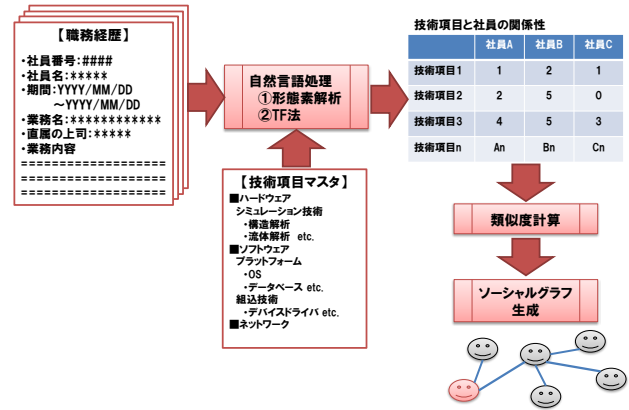 【職務経歴】
・社員番号：####
・社員名：*****
・期間：YYYY/MM/DD
～YYYY/MM/DD
・業務名：************
・直属の上司：*****
・業務内容
====================
====================
====================
自然言語処理
①形態素解析
②TF法
【技術項目マスタ】
■ハードウェア
シミュレーション技術
・構造解析
・流体解析 etc.
■ソフトウェア
プラットフォーム
・OS
・データベース etc.
組込技術
・デバイスドライバ etc.
■ネットワーク
技術項目と社員の関係性
社員A 社員B 社員C
技術項目1 1 2 1
技術項目2 2 5 0
技術項目3 4 5 3
技術項目n An Bn Cn
類似度計算
ソーシャルグラフ
生成